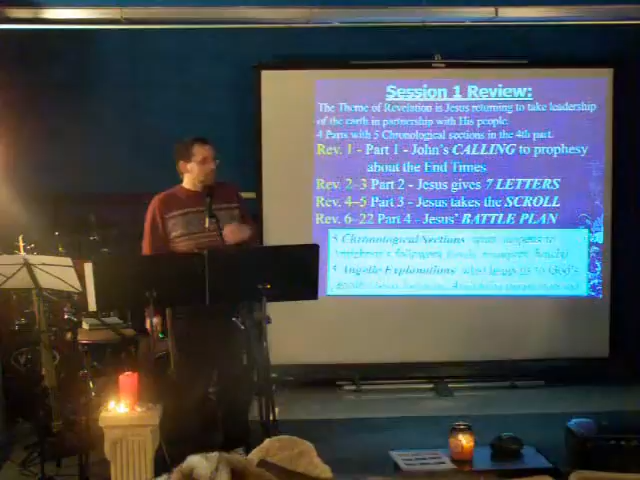 Session 1 Review:
The Theme of Revelation is Jesus returning to take leadership
of the earth in partnership with His people.
4 Parts with 5 Chronological sections in the 4th part.
Rev. 1 - Part 1 - John's CALLING to prophesy
about the End Times
Rev. 2-3 Part 2 - Jesus gives 7 LETTERS
Rev. 4-5 Part 3 - Jesus takes the SCROLL
Rev. 6-22 Part 4 - Jesus' BATTLE PLAN
5 Chronological Sections
Angelic Explanations